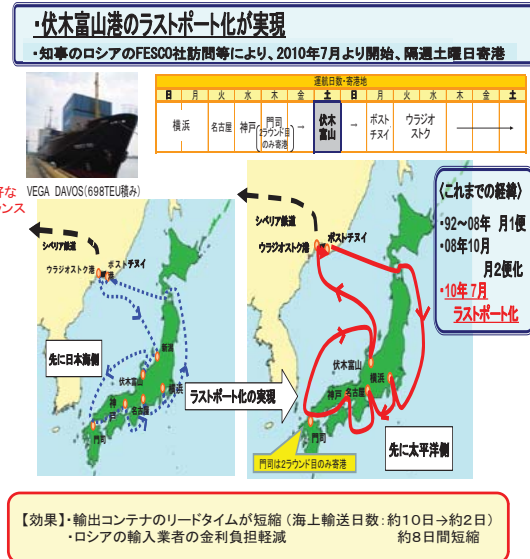 ・伏木富山港のラストポート化が実現
・知事のロシアのFESCO社訪問等により、2010年7月より開始、隔週土曜日寄港
運航日数・寄港地
日 月 火 水 木 金 土 日 月 火 水 木 金 土
横浜 名古屋 神戸 門司 (2ラウンド目のみ寄港) → 伏木富山 → ボストチヌイ ウラジオストク
VEGA DAVOS(698TEU積み)
シベリア鉄道
ウラジオストク港
ボストチヌイ
先に日本海側
新潟
伏木富山
横浜
神戸
名古屋
門司
ラストポート化の実現
シベリア鉄道
ウラジオストク港
ボストチヌイ
伏木富山
横浜
神戸
名古屋
門司
門司は2ラウンド目のみ寄港
先に太平洋側
〈これまでの経緯〉
・92～08年 月1便
・08年10月
月2便化
・10年7月
ラストポート化
【効果】・輸出コンテナのリードタイムが短縮(海上輸送日数:約10日→約2日)
・ロシアの輸入業者の金利負担軽減 約8日間短縮